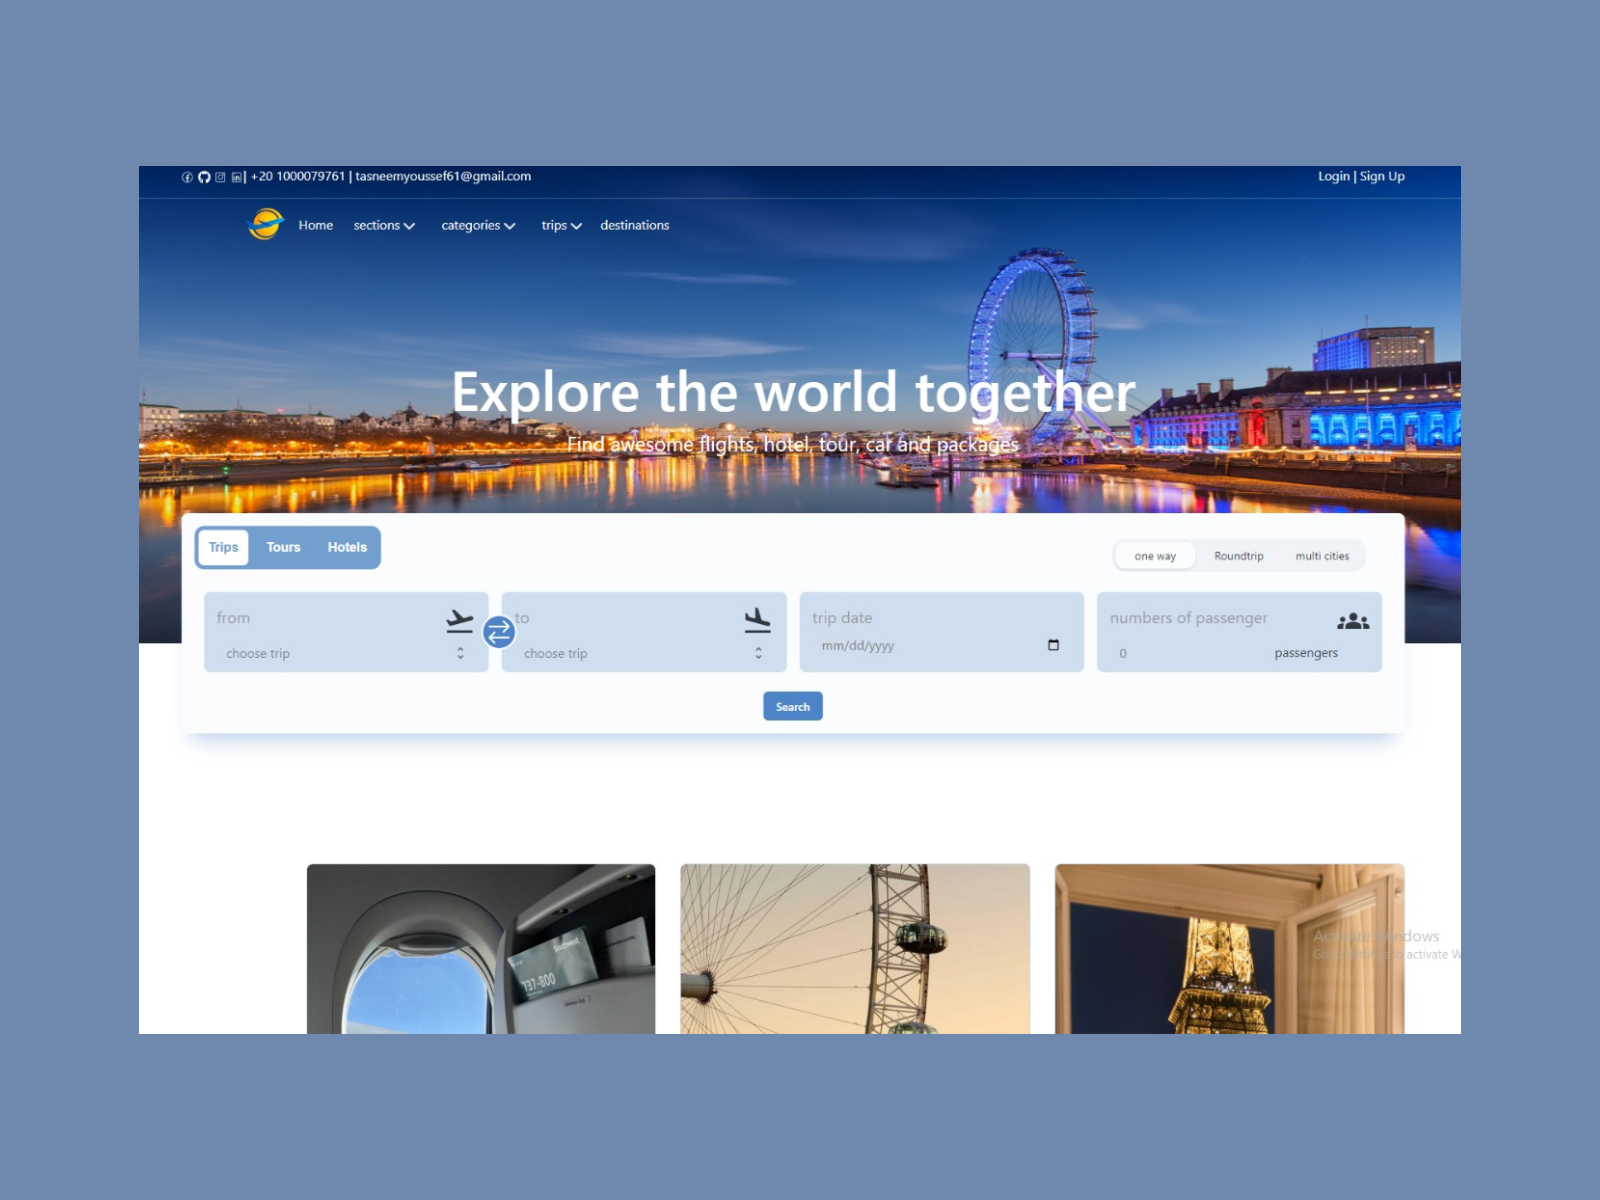 | +20 1000079761 | tasneemyoussef61@gmail.com
Login | Sign Up
Home sections categories trips destinations
Explore the world together
Find awesome flights, hotel, tour, car and packages
Trips Tours Hotels
one way Roundtrip multi cities
from
to
trip date
numbers of passenger
choose trip
choose trip
mm/dd/yyyy
0 passengers
Search
Southwest
737-800
Activate Windows
Go to Settings to activate W